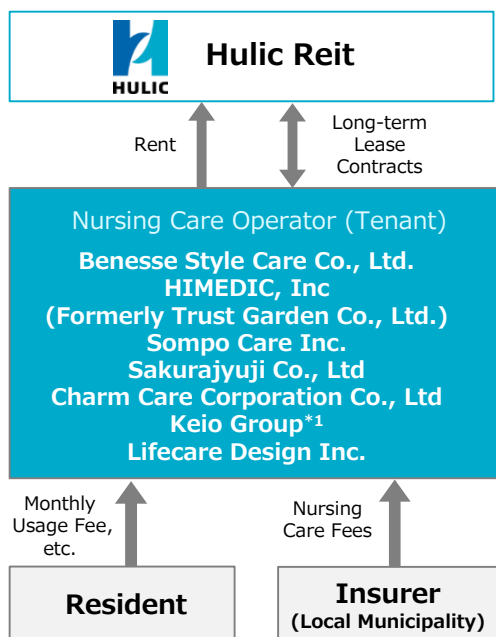 HULIC
Hulic Reit
Rent
Long-term
Lease
Contracts
Nursing Care Operator (Tenant)
Benesse Style Care Co., Ltd.
HIMEDIC, Inc
(Formerly Trust Garden Co., Ltd.)
Sompo Care Inc.
Sakurajyuji Co., Ltd
Charm Care Corporation Co., Ltd
Keio Group*1
Lifecare Design Inc.
Monthly
Usage Fee,
etc.
Nursing
Care Fees
Resident
Insurer
(Local Municipality)